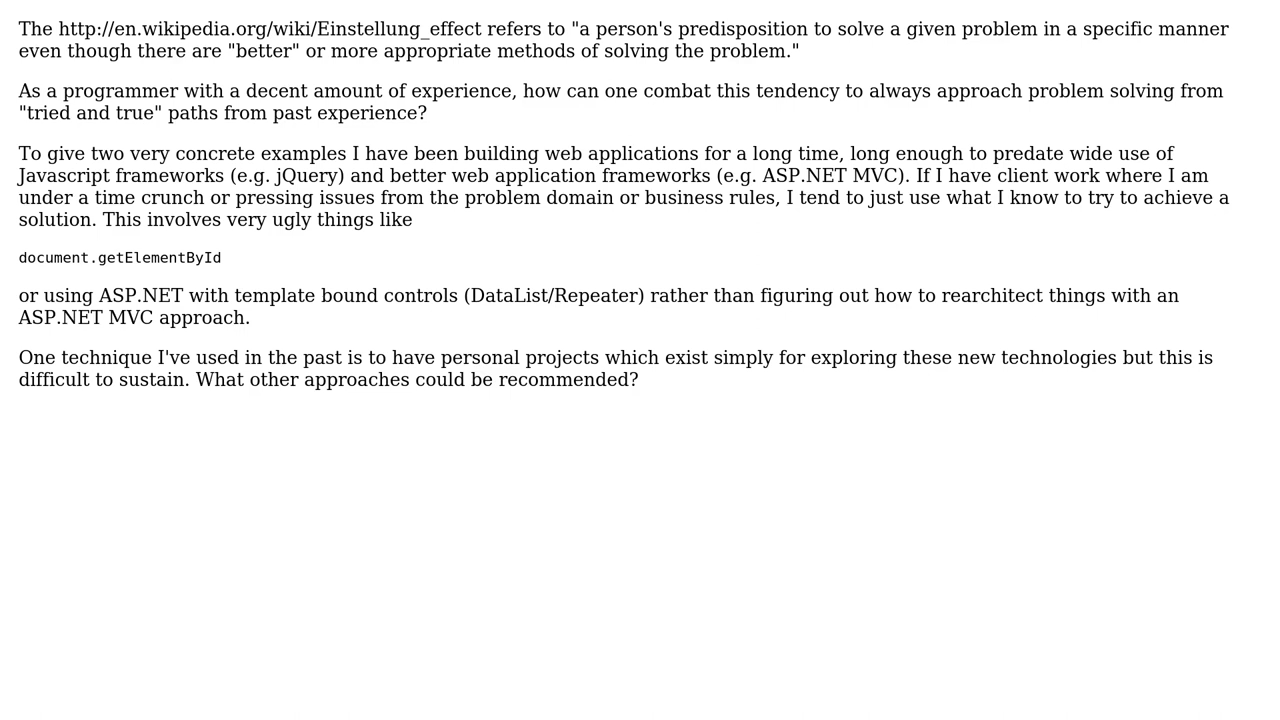 The http://en.wikipedia.org/wiki/Einstellung_effect refers to "a person's predisposition to solve a given problem in a specific manner
even though there are "better" or more appropriate methods of solving the problem."
As a programmer with a decent amount of experience, how can one combat this tendency to always approach problem solving from
"tried and true" paths from past experience?
To give two very concrete examples I have been building web applications for a long time, long enough to predate wide use of
Javascript frameworks (e.g. jQuery) and better web application frameworks (e.g. ASP.NET MVC). If I have client work where I am
under a time crunch or pressing issues from the problem domain or business rules, I tend to just use what I know to try to achieve a
solution. This involves very ugly things like
document.getElementById
or using ASP.NET with template bound controls (DataList/Repeater) rather than figuring out how to rearchitect things with an
ASP.NET MVC approach.
One technique I've used in the past is to have personal projects which exist simply for exploring these new technologies but this is
difficult to sustain. What other approaches could be recommended?